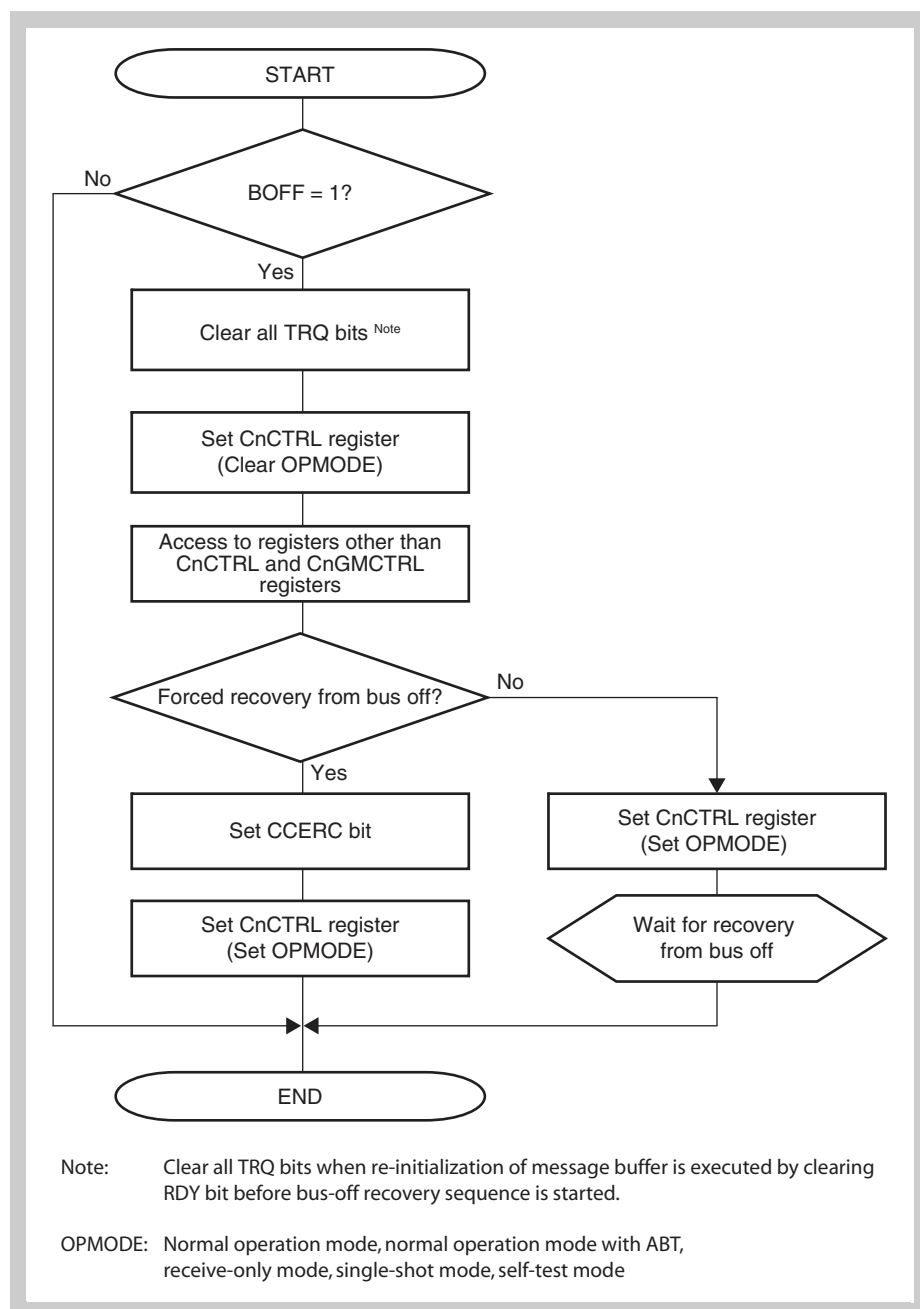 START
No
BOFF = 1?
Yes
Clear all TRQ bits Note
Set CnCTRL register
(Clear OPMODE)
Access to registers other than
CnCTRL and CnGMCTRL
registers
Forced recovery from bus off?
No
Yes
Set CCERC bit
Set CnCTRL register
(Set OPMODE)
Set CnCTRL register
(Set OPMODE)
Wait for recovery
from bus off
END
Note: Clear all TRQ bits when re-initialization of message buffer is executed by clearing
RDY bit before bus-off recovery sequence is started.
OPMODE: Normal operation mode, normal operation mode with ABT,
receive-only mode, single-shot mode, self-test mode